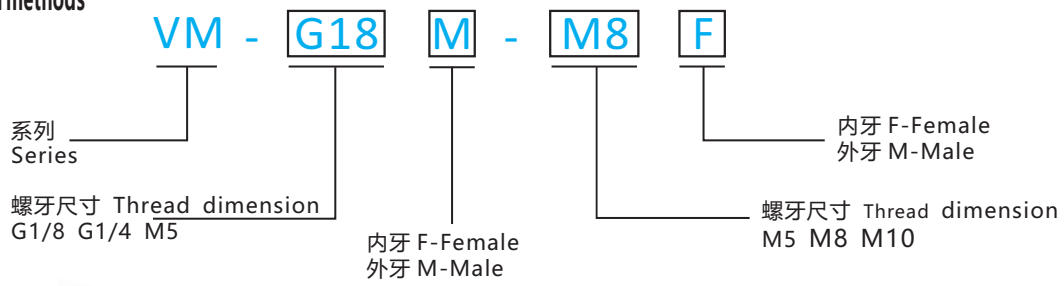 VM - G18 M - M8 F
系列
Series
内牙 F-Female
外牙 M-Male
螺牙尺寸 Thread dimension
G1/8 G1/4 M5
螺牙尺寸 Thread dimension
M5 M8 M10
内牙 F-Female
外牙 M-Male